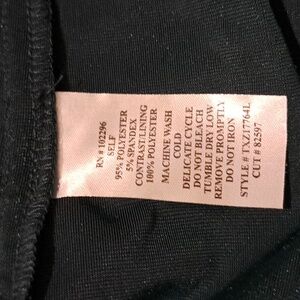 RN # 102296
SELF
95% POLYESTER
5% SPANDEX
CONTRAST/LINING
100% POLYESTER
MACHINE WASH
COLD
DELICATE CYCLE
DO NOT BLEACH
TUMBLE DRY LOW
REMOVE PROMPTLY
DO NOT IRON
STYLE # TXZ17764L
CUT # 82597